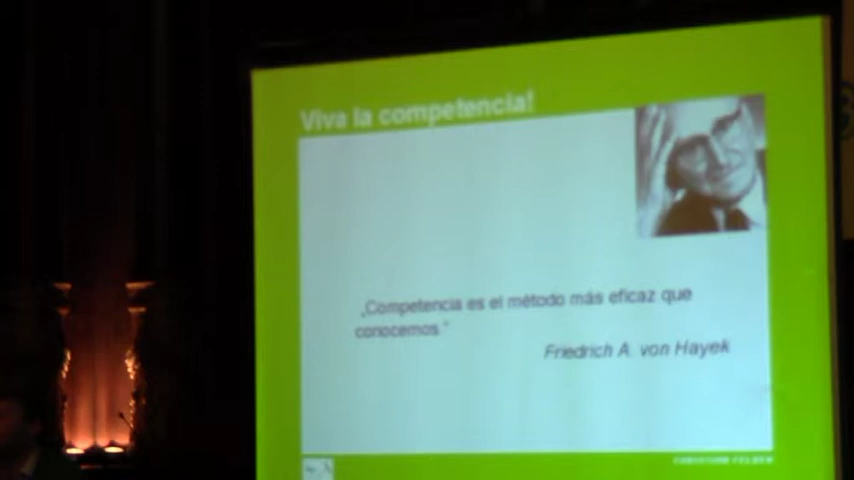 Viva la competencia!
„Competencia es el método más eficaz que
conocemos.“
Friedrich A. von Hayek